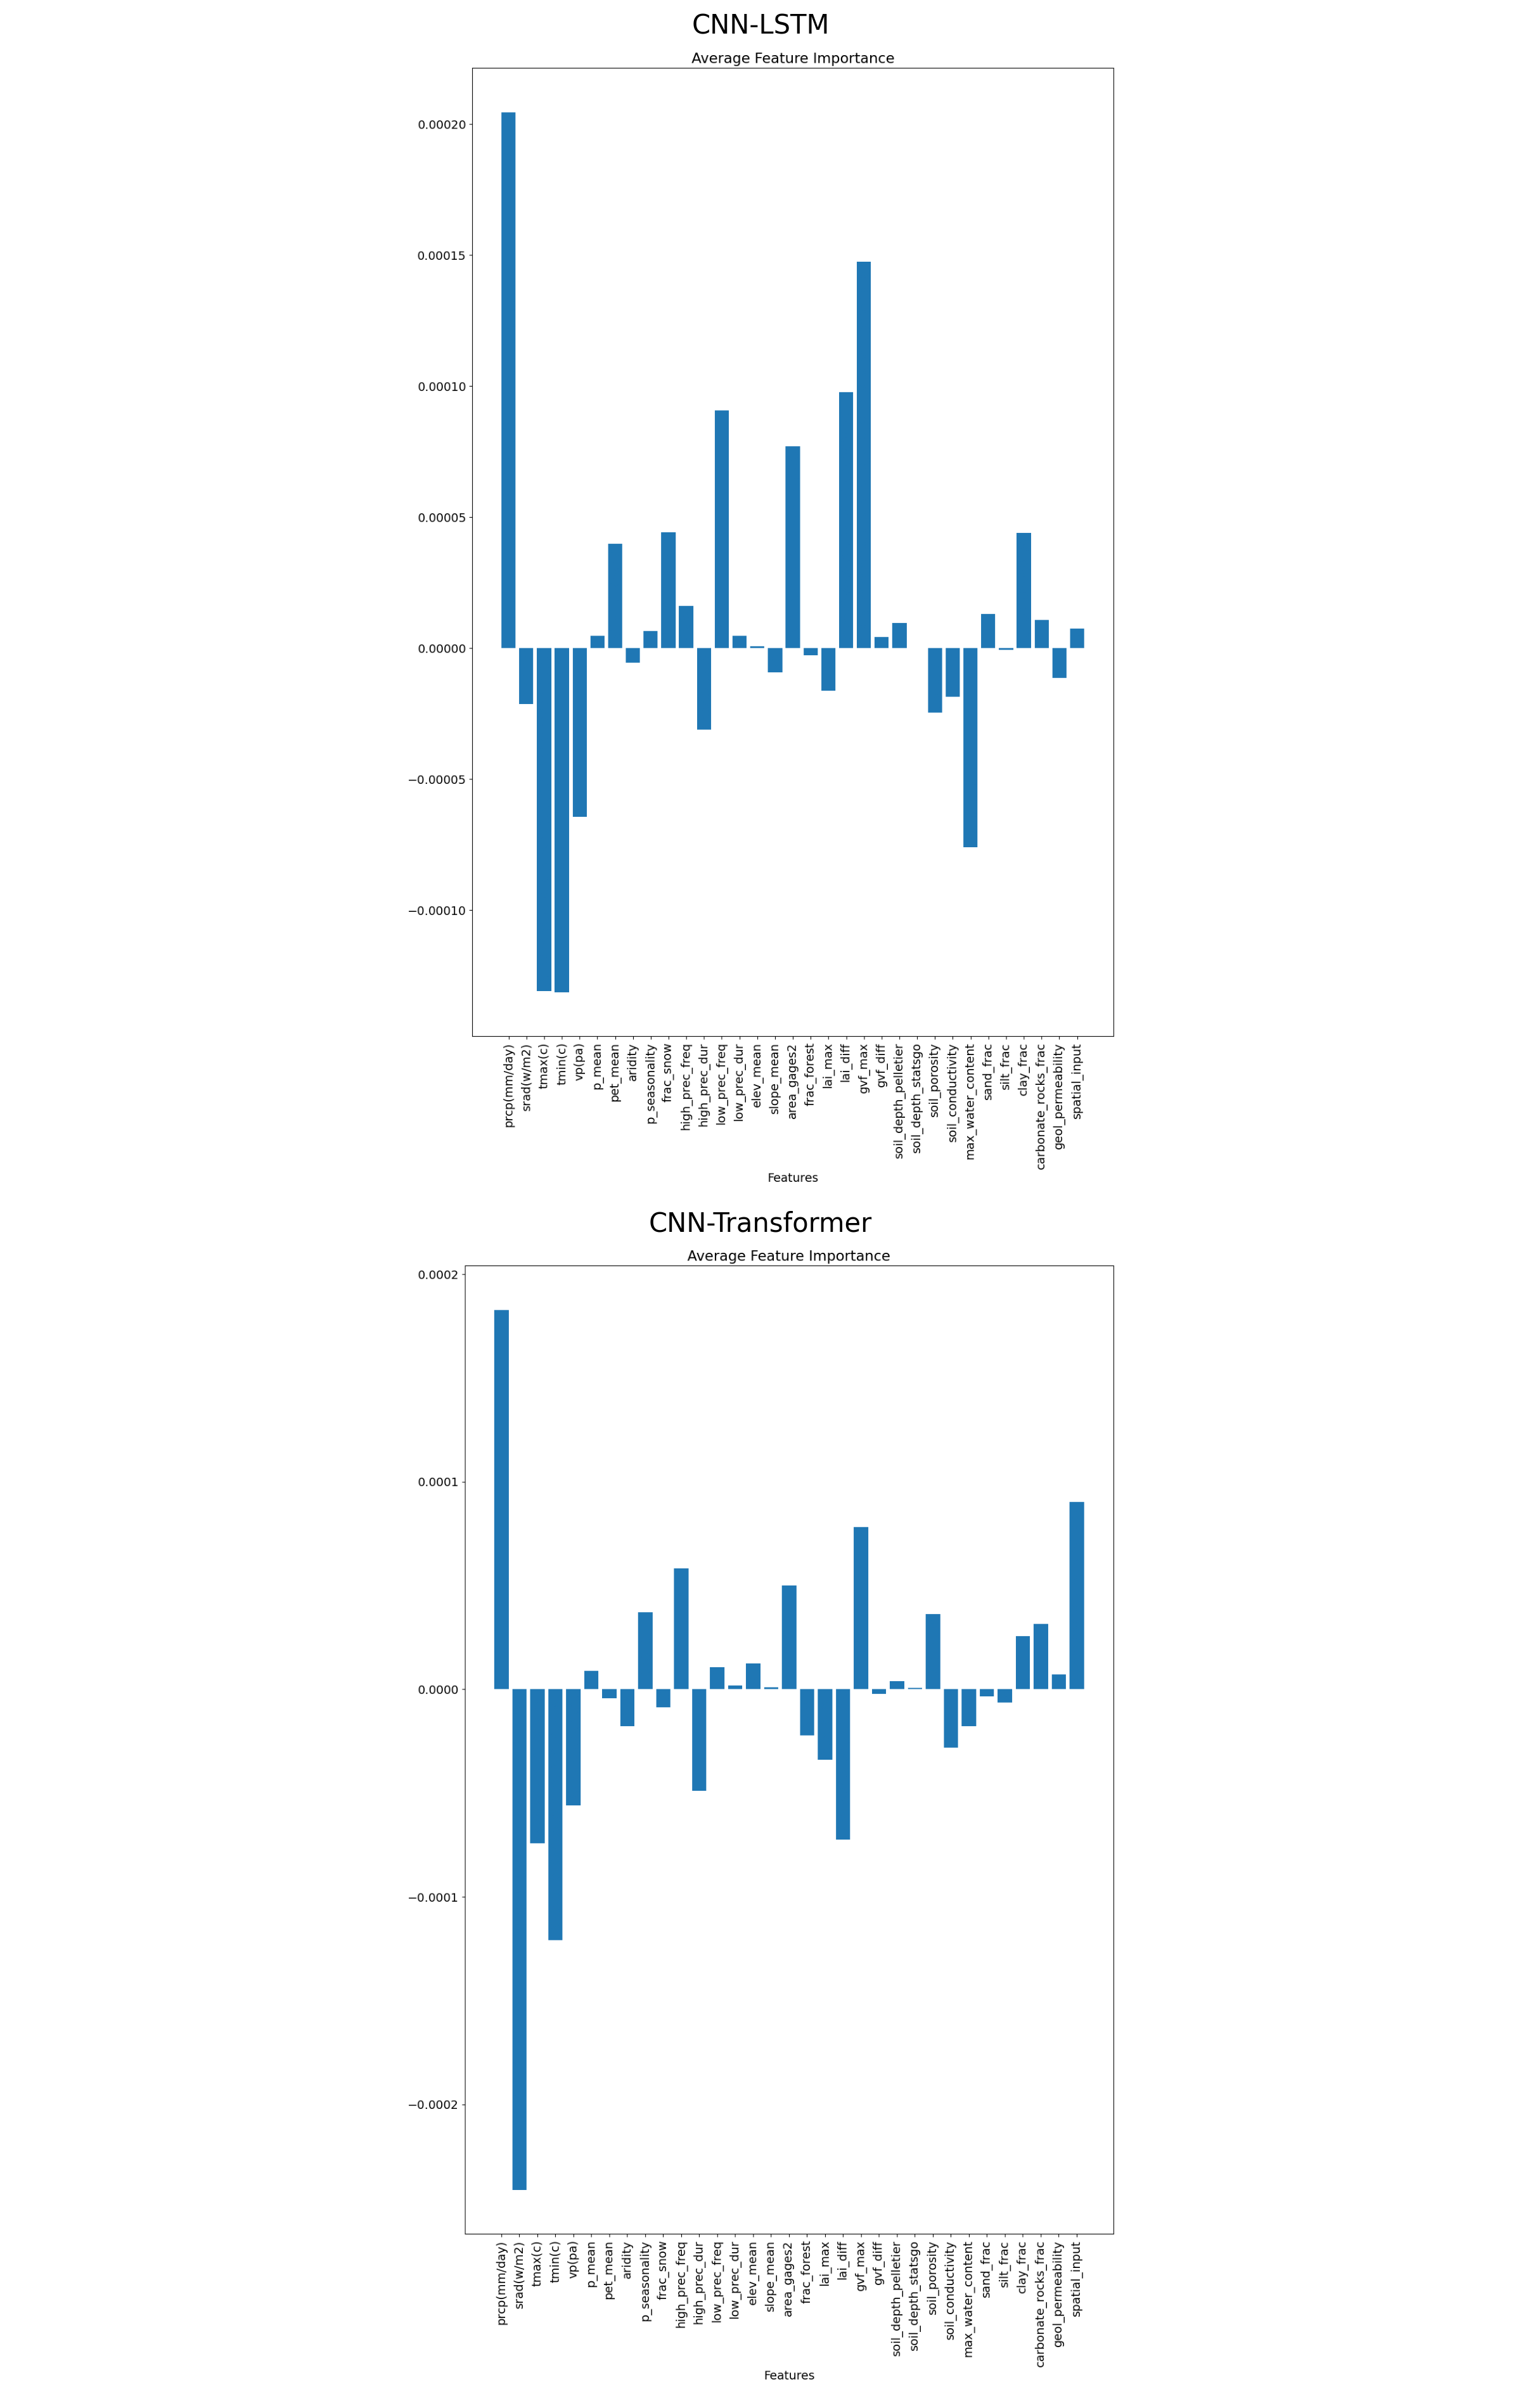 CNN-LSTM
Average Feature Importance
0.00020
0.00015
0.00010
0.00005
0.00000
−0.00005
−0.00010
prcp(mm/day)
srad(w/m2)
tmax(c)
tmin(c)
vp(pa)
p_mean
pet_mean
aridity
p_seasonality
frac_snow
high_prec_freq
high_prec_dur
low_prec_freq
low_prec_dur
elev_mean
slope_mean
area_gages2
frac_forest
lai_max
lai_diff
gvf_max
gvf_diff
soil_depth_pelletier
soil_depth_statsgo
soil_porosity
soil_conductivity
max_water_content
sand_frac
silt_frac
clay_frac
carbonate_rocks_frac
geol_permeability
spatial_input
Features
CNN-Transformer
Average Feature Importance
0.0002
0.0001
0.0000
−0.0001
−0.0002
prcp(mm/day)
srad(w/m2)
tmax(c)
tmin(c)
vp(pa)
p_mean
pet_mean
aridity
p_seasonality
frac_snow
high_prec_freq
high_prec_dur
low_prec_freq
low_prec_dur
elev_mean
slope_mean
area_gages2
frac_forest
lai_max
lai_diff
gvf_max
gvf_diff
soil_depth_pelletier
soil_depth_statsgo
soil_porosity
soil_conductivity
max_water_content
sand_frac
silt_frac
clay_frac
carbonate_rocks_frac
geol_permeability
spatial_input
Features